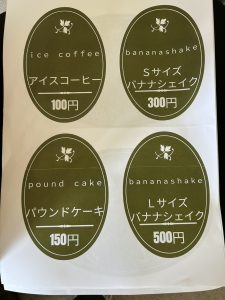 ice coffee
アイスコーヒー
100円
bananashake
Sサイズ
バナナシェイク
300円
pound cake
パウンドケーキ
150円
bananashake
Lサイズ
バナナシェイク
500円